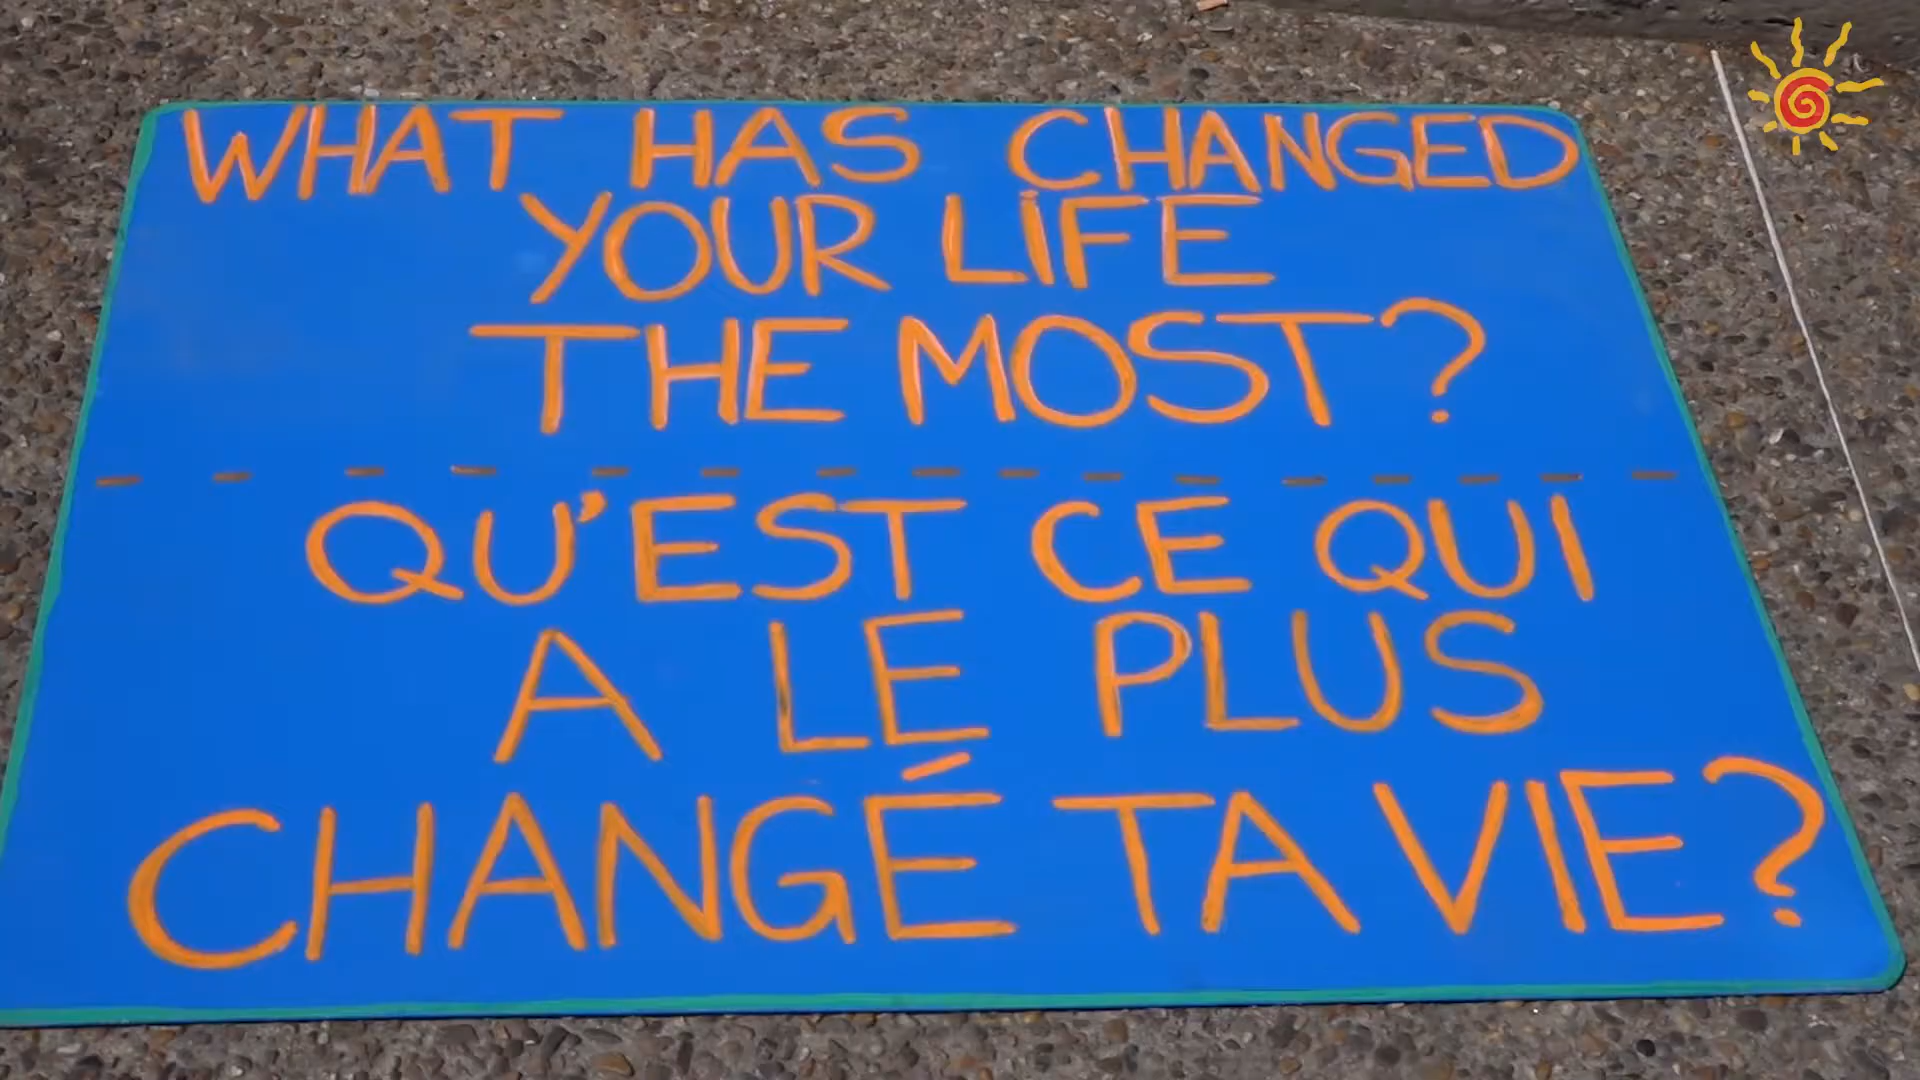 WHAT HAS CHANGED
YOUR LIFE
THE MOST?
QU'EST CE QUI
A LE PLUS
CHANGÉ TA VIE?